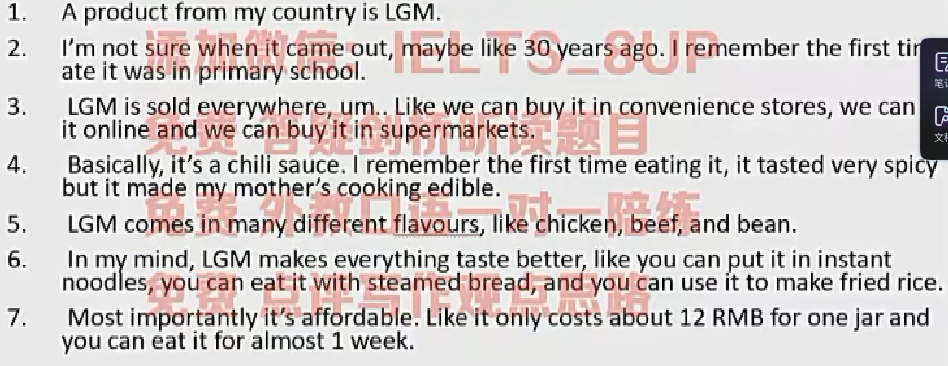 1. A product from my country is LGM.
2. I'm not sure when it came out, maybe like 30 years ago. I remember the first
ate it was in primary school.
3. LGM is sold everywhere, um.. Like we can buy it in convenience stores, we can
it online and we can buy it in supermarkets.
4. Basically, it's a chili sauce. I remember the first time eating it, it tasted very spicy
but it made my mother's cooking edible.
5. LGM comes in many different flavours, like chicken, beef, and bean.
6. In my mind, LGM makes everything taste better, like you can put it in instant
noodles, you can eat it with steamed bread, and you can use it to make fried rice.
7. Most importantly it's affordable. Like it only costs about 12 RMB for one jar and
you can eat it for almost 1 week.
添加微信：IELTS_8UP
免费 答疑剑桥听读题目
免费 外教口语一对一陪练
免费 点评写作观点思路